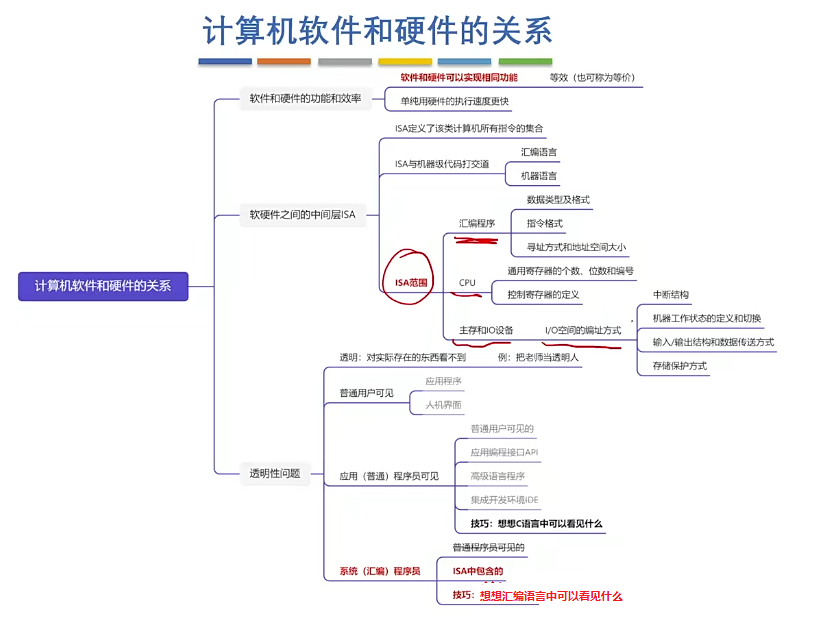 计算机软件和硬件的关系
计算机软件和硬件的关系
软件和硬件的功能和效率
软件和硬件可以实现相同功能
等效（也可称为等价）
单纯用硬件的执行速度更快
软硬件之间的中间层ISA
ISA定义了该类计算机所有指令的集合
ISA与机器级代码打交道
汇编语言
机器语言
ISA范围
汇编程序
数据类型及格式
指令格式
寻址方式和地址空间大小
CPU
通用寄存器的个数、位数和编号
控制寄存器的定义
主存和IO设备
I/O空间的编址方式
中断结构
机器工作状态的定义和切换
输入/输出结构和数据传送方式
存储保护方式
透明性问题
透明：对实际存在的东西看不到
例：把老师当透明人
普通用户可见
应用程序
人机界面
应用（普通）程序员可见
普通用户可见的
应用编程接口API
高级语言程序
集成开发环境IDE
技巧：想想C语言中可以看见什么
系统（汇编）程序员
普通程序员可见的
ISA中包含的
技巧：想想汇编语言中可以看见什么